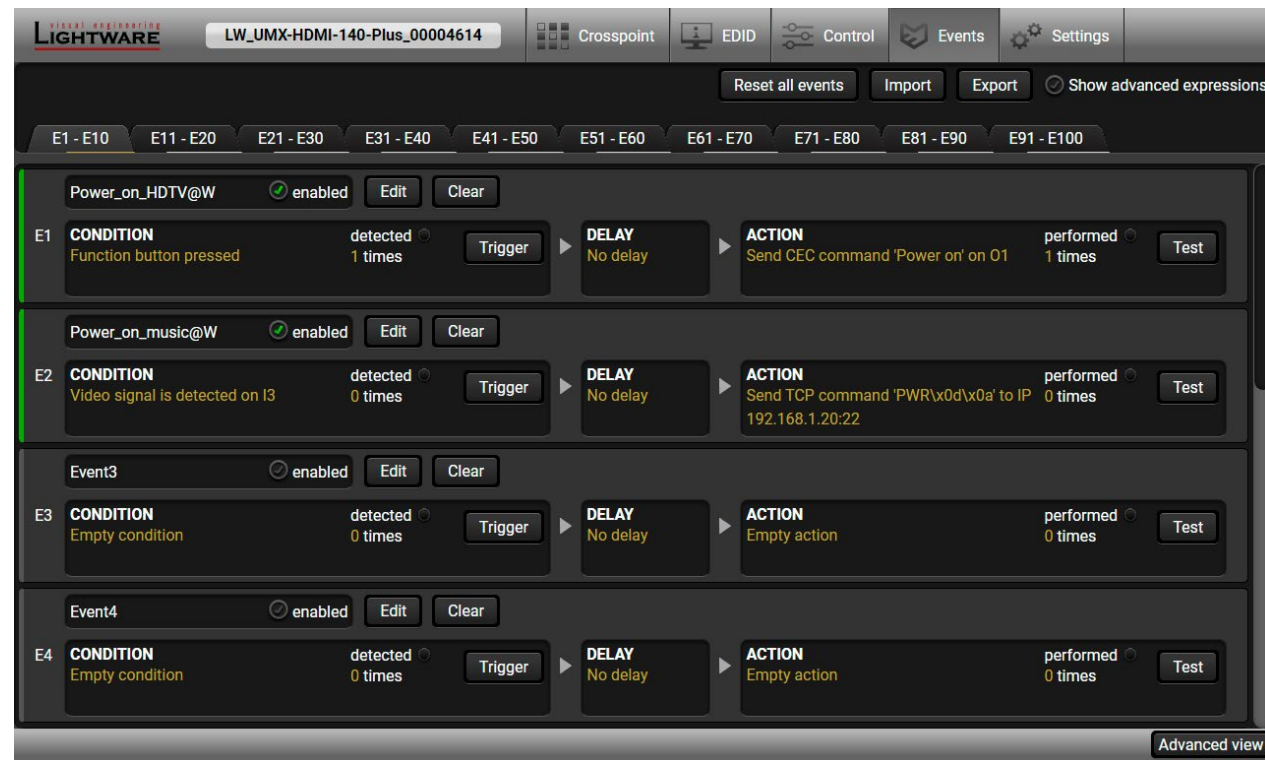 visual engineering
LIGHTWARE
LW_UMX-HDMI-140-Plus_00004614
Crosspoint
EDID
Control
Events
Settings
Reset all events
Import
Export
Show advanced expressions
E1 - E10
E11 - E20
E21 - E30
E31 - E40
E41 - E50
E51 - E60
E61 - E70
E71 - E80
E81 - E90
E91 - E100
Power_on_HDTV@W
enabled
Edit
Clear
E1
CONDITION
Function button pressed
detected
1 times
Trigger
DELAY
No delay
ACTION
Send CEC command 'Power on' on O1
performed
1 times
Test
Power_on_music@W
enabled
Edit
Clear
E2
CONDITION
Video signal is detected on I3
detected
0 times
Trigger
DELAY
No delay
ACTION
Send TCP command 'PWR\x0d\x0a' to IP
192.168.1.20:22
performed
0 times
Test
Event3
enabled
Edit
Clear
E3
CONDITION
Empty condition
detected
0 times
Trigger
DELAY
No delay
ACTION
Empty action
performed
0 times
Test
Event4
enabled
Edit
Clear
E4
CONDITION
Empty condition
detected
0 times
Trigger
DELAY
No delay
ACTION
Empty action
performed
0 times
Test
Advanced view